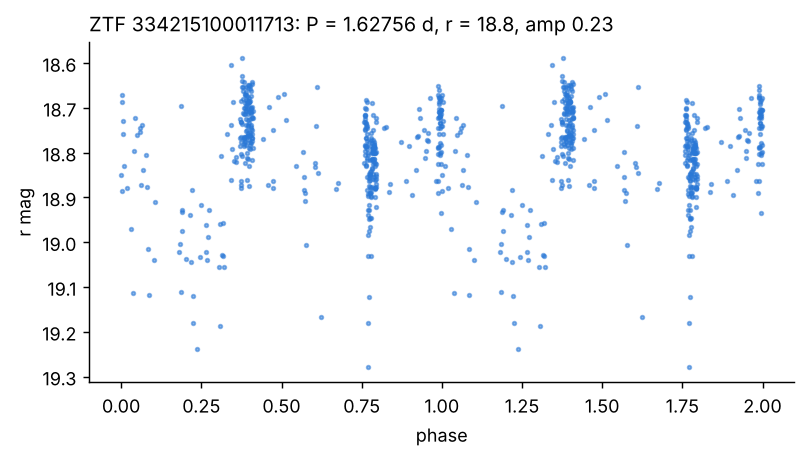 ZTF 334215100011713: P = 1.62756 d, r = 18.8, amp 0.23
18.6
18.7
18.8
18.9
19.0
19.1
19.2
19.3
r mag
0.00 0.25 0.50 0.75 1.00 1.25 1.50 1.75 2.00
phase